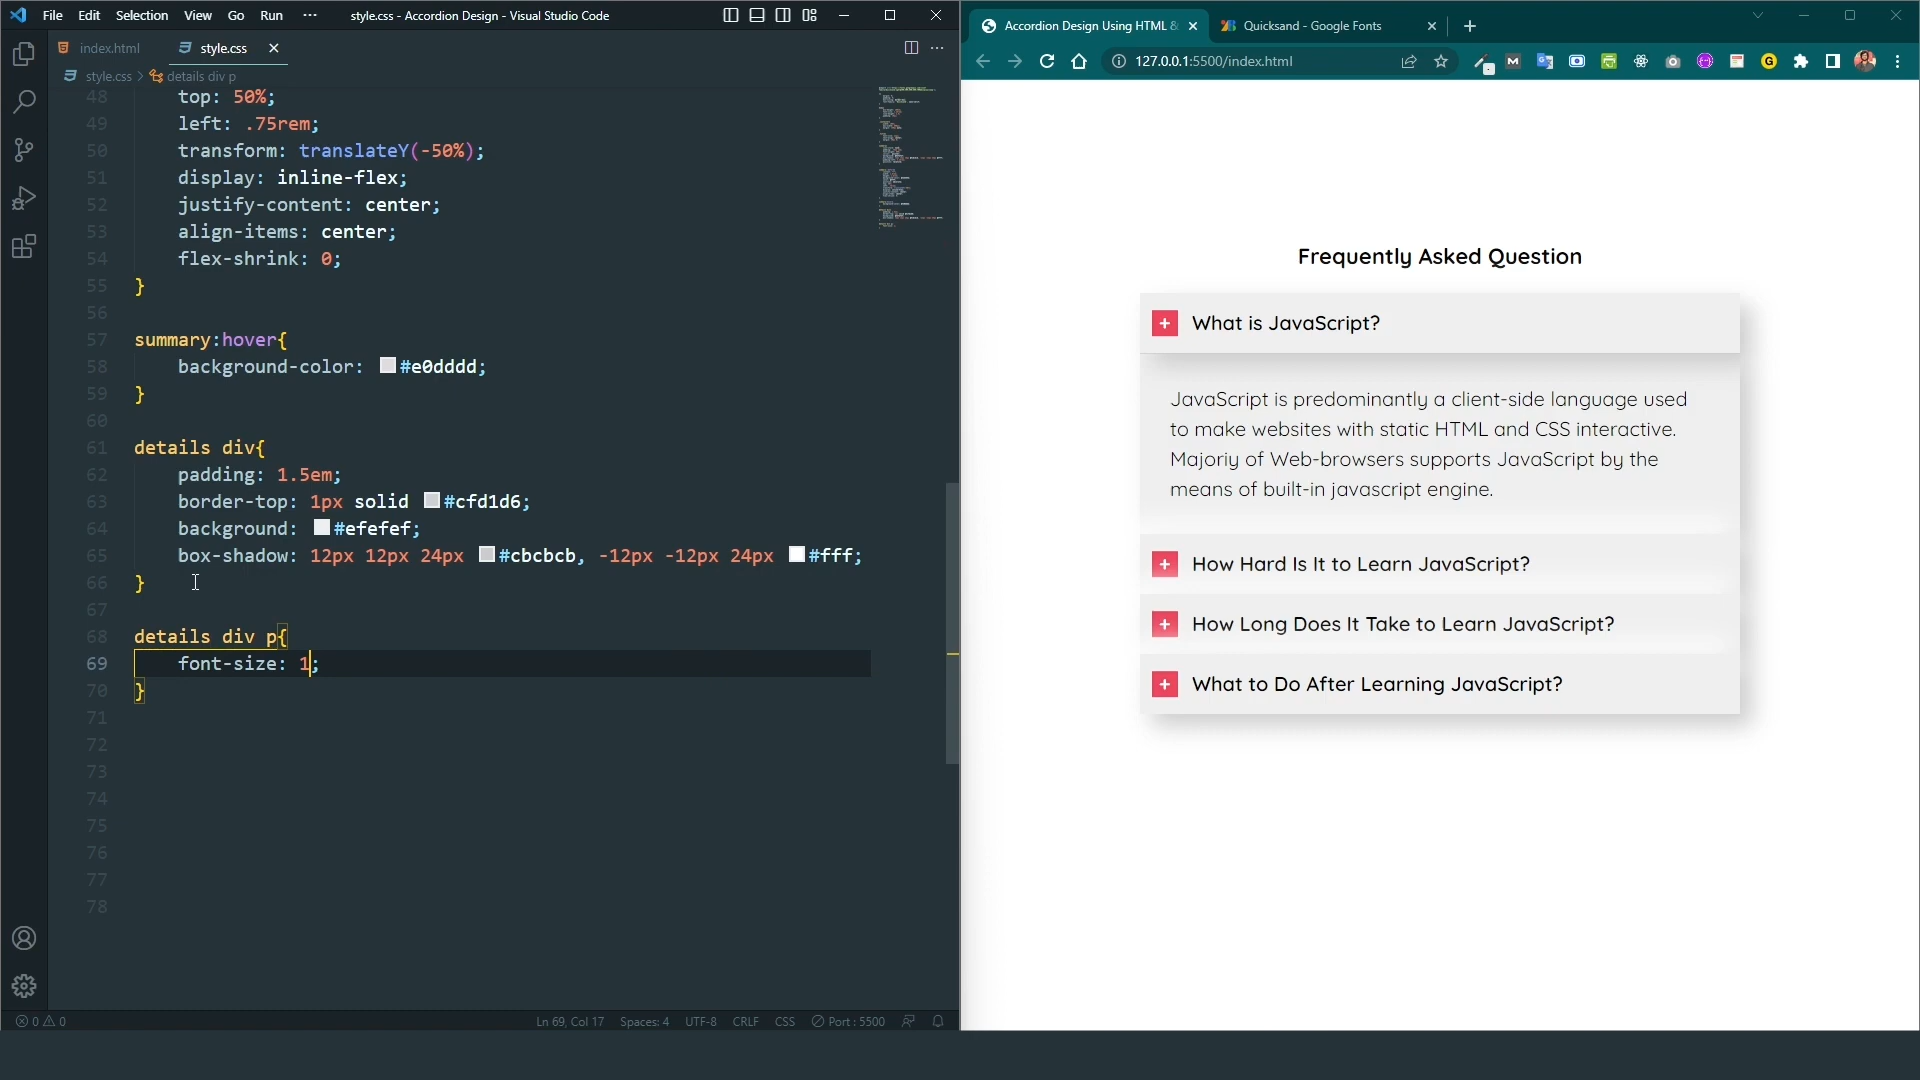 File Edit Selection View Go Run ··· style.css - Accordion Design - Visual Studio Code
index.html style.css
style.css > details div p
48 top: 50%;
49 left: .75rem;
50 transform: translateY(-50%);
51 display: inline-flex;
52 justify-content: center;
53 align-items: center;
54 flex-shrink: 0;
55 }
56
57 summary:hover{
58 background-color: #e0dddd;
59 }
60
61 details div{
62 padding: 1.5em;
63 border-top: 1px solid #cfd1d6;
64 background: #efefef;
65 box-shadow: 12px 12px 24px #cbcbcb, -12px -12px 24px #fff;
66 }
67
68 details div p{
69 font-size: 1;
70 }
71
72
73
74
75
76
77
78
0 0 Ln 69, Col 17 Spaces: 4 UTF-8 CRLF CSS Port : 5500
Accordion Design Using HTML & Quicksand - Google Fonts
127.0.0.1:5500/index.html
Frequently Asked Question
+ What is JavaScript?
JavaScript is predominantly a client-side language used
to make websites with static HTML and CSS interactive.
Majoriy of Web-browsers supports JavaScript by the
means of built-in javascript engine.
+ How Hard Is It to Learn JavaScript?
+ How Long Does It Take to Learn JavaScript?
+ What to Do After Learning JavaScript?